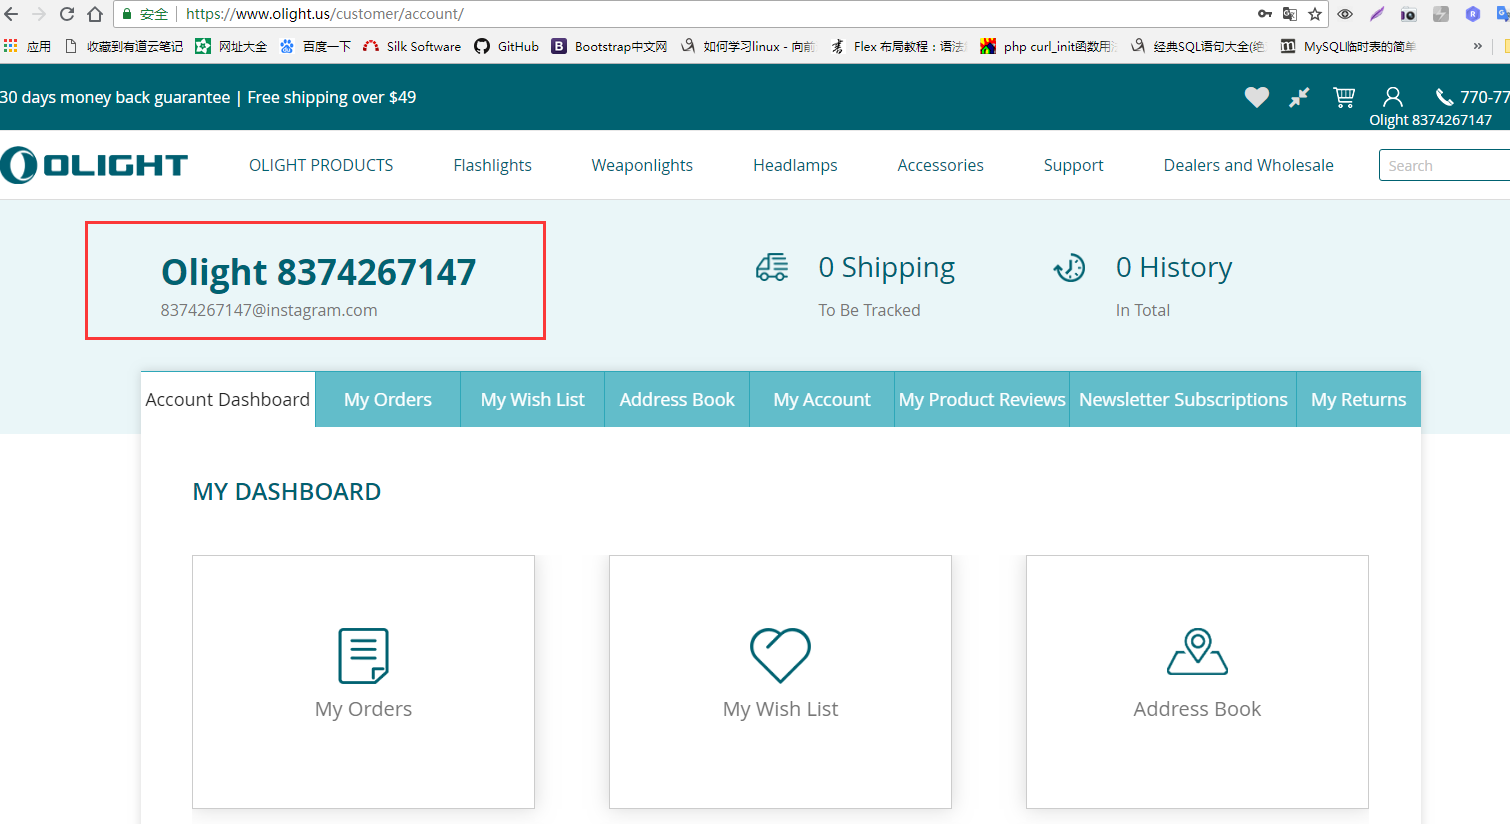 安全 https://www.olight.us/customer/account/
应用 收藏到有道云笔记 网址大全 百度一下 Silk Software GitHub Bootstrap中文网 如何学习linux - 向前 Flex 布局教程：语法 php curl_init函数用 经典SQL语句大全 MySQL临时表的简单 »
30 days money back guarantee | Free shipping over $49
770-77
Olight 8374267147
OLIGHT OLIGHT PRODUCTS Flashlights Weaponlights Headlamps Accessories Support Dealers and Wholesale Search
Olight 8374267147
8374267147@instagram.com
0 Shipping
To Be Tracked
0 History
In Total
Account Dashboard My Orders My Wish List Address Book My Account My Product Reviews Newsletter Subscriptions My Returns
MY DASHBOARD
My Orders My Wish List Address Book